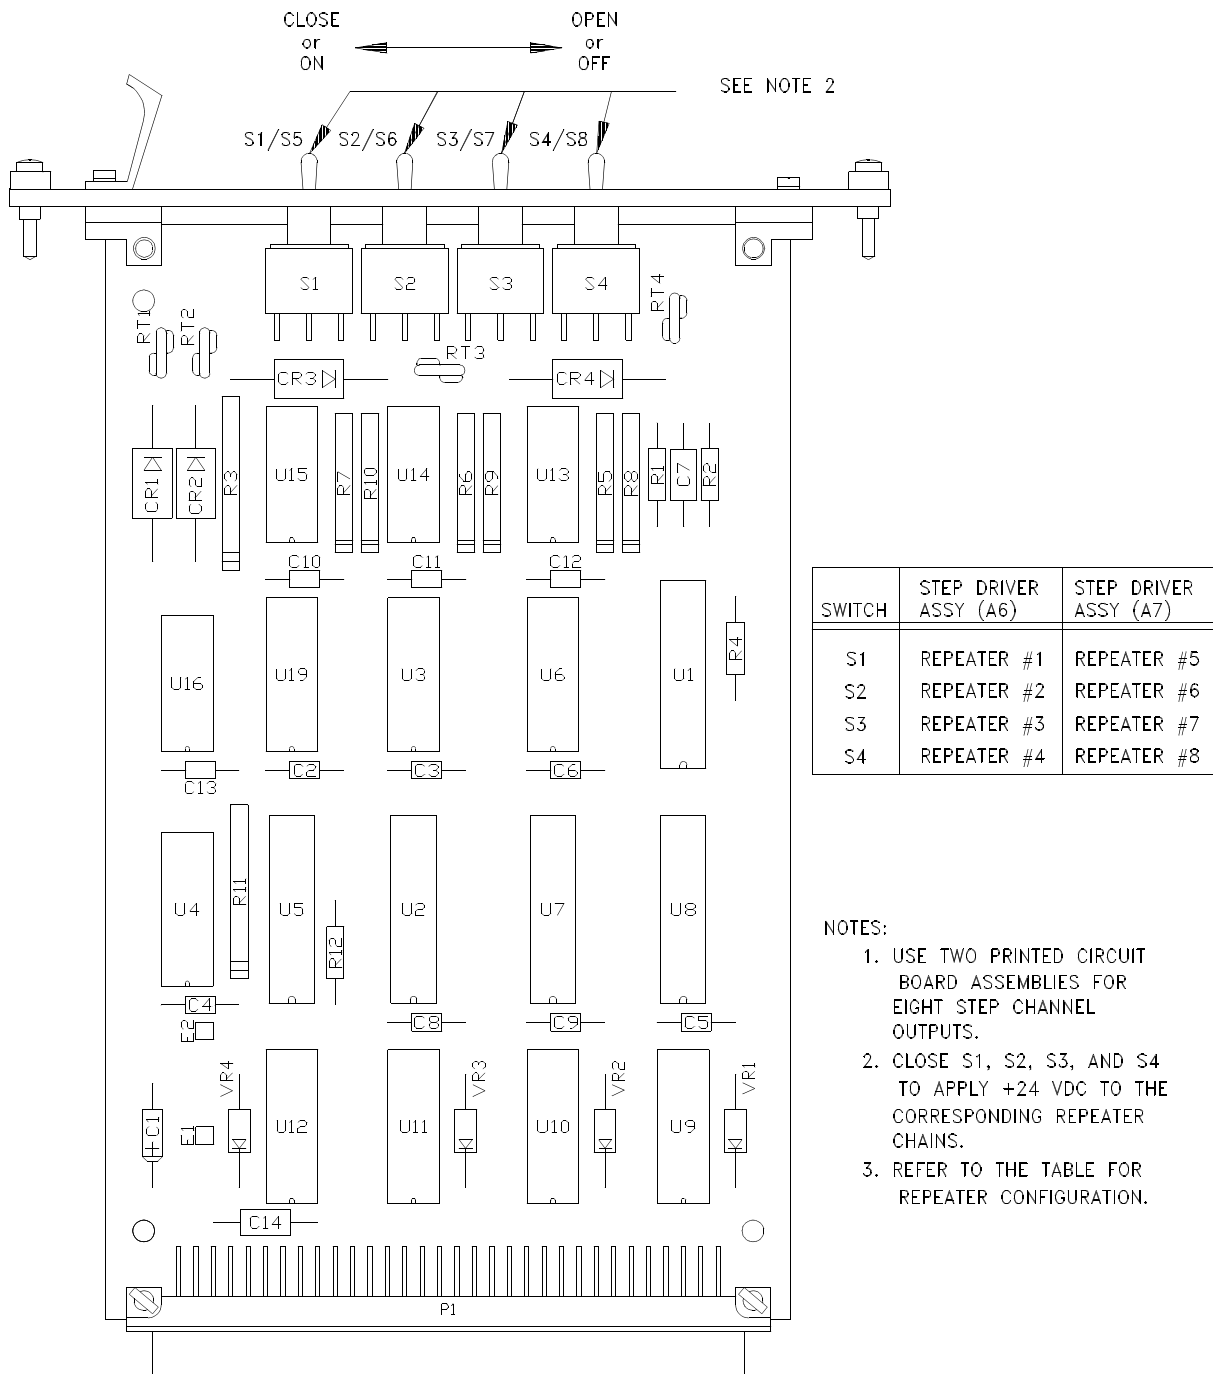 CLOSE
or
ON
OPEN
or
OFF
SEE NOTE 2
S1/S5
S2/S6
S3/S7
S4/S8
S1
S2
S3
S4
RT4
RT1
RT2
RT3
CR3
CR4
CR1
CR2
R3
U15
R7
R10
U14
R6
R9
U13
R5
R8
R1
C7
R2
C10
C11
C12
U16
U19
U3
U6
U1
R4
C13
C2
C3
C6
U4
R11
U5
R12
U2
U7
U8
C4
E2
C8
C9
C5
VR4
VR3
VR2
VR1
+C1
E1
U12
U11
U10
U9
C14
P1
SWITCH
STEP DRIVER
ASSY (A6)
STEP DRIVER
ASSY (A7)
S1 REPEATER #1 REPEATER #5
S2 REPEATER #2 REPEATER #6
S3 REPEATER #3 REPEATER #7
S4 REPEATER #4 REPEATER #8
NOTES:
1. USE TWO PRINTED CIRCUIT
BOARD ASSEMBLIES FOR
EIGHT STEP CHANNEL
OUTPUTS.
2. CLOSE S1, S2, S3, AND S4
TO APPLY +24 VDC TO THE
CORRESPONDING REPEATER
CHAINS.
3. REFER TO THE TABLE FOR
REPEATER CONFIGURATION.